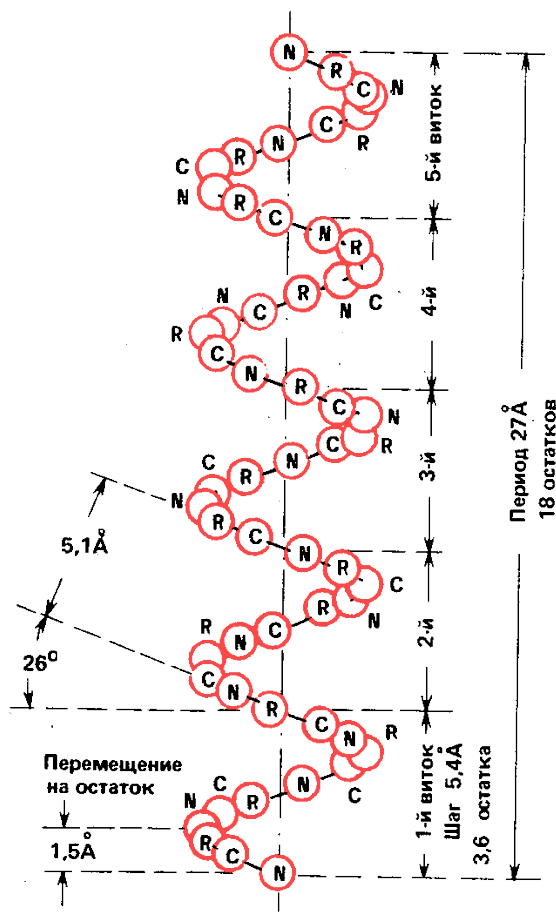 N
R
C N
C
R
N
R
C
N R C
N
R
R
C
N
N
C
R
C
N
R
C
N
R
C
N
R
C
N
R
C
N
R
C
N
R
C
N
R
C
N
R
C
N
R
C
N
R
C
N
R
C
N
R
C
N
5-й виток
4-й
3-й
2-й
1-й виток
Шаг 5,4Å
3,6 остатка
Период 27Å
18 остатков
5,1Å
26°
Перемещение
на остаток
1,5Å